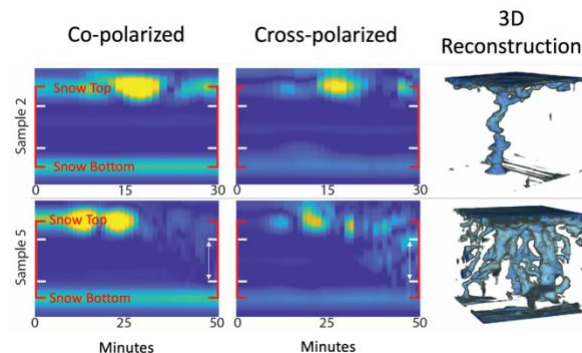 Co-polarized
Cross-polarized
3D
Reconstruction
Sample 2
Snow Top
Snow Bottom
0
15
30
0
15
30
Sample 5
Snow Top
Snow Bottom
0
25
50
0
25
50
Minutes
Minutes